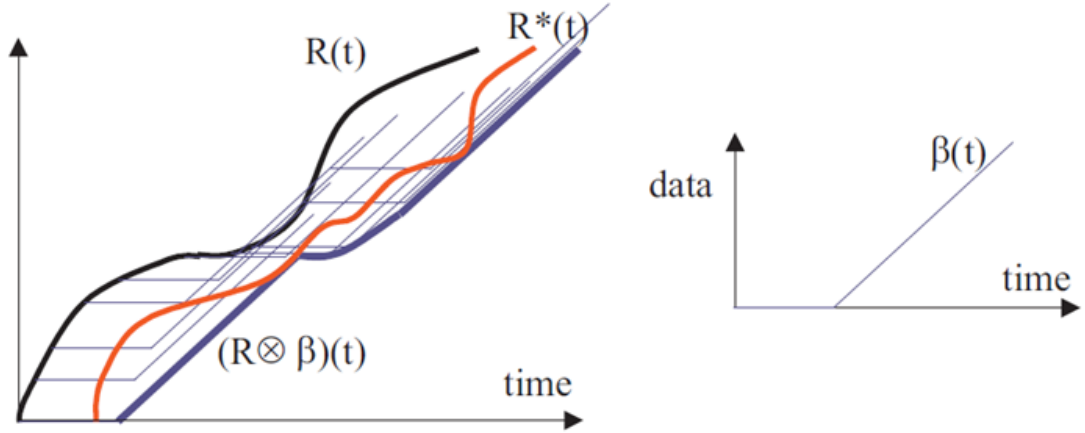 R(t)
R*(t)
(R⊗ β)(t)
time
data
β(t)
time